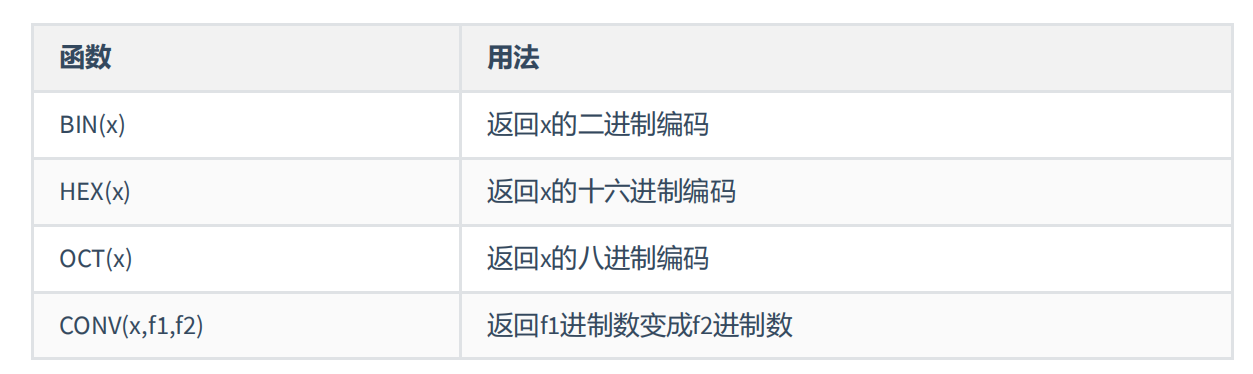 函数 用法
BIN(x) 返回x的二进制编码
HEX(x) 返回x的十六进制编码
OCT(x) 返回x的八进制编码
CONV(x,f1,f2) 返回f1进制数变成f2进制数